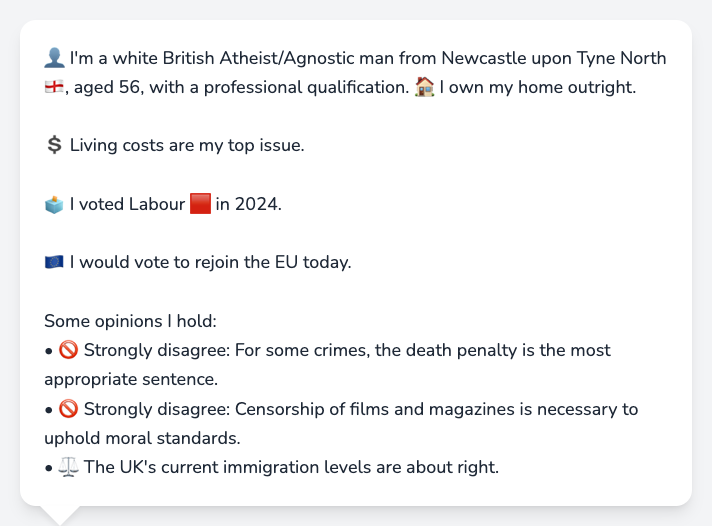 👤 I'm a white British Atheist/Agnostic man from Newcastle upon Tyne North
🏴󠁧󠁢󠁥󠁮󠁧󠁿, aged 56, with a professional qualification. 🏠 I own my home outright.
💲 Living costs are my top issue.
🗳️ I voted Labour 🟥 in 2024.
🇪🇺 I would vote to rejoin the EU today.
Some opinions I hold:
• 🚫 Strongly disagree: For some crimes, the death penalty is the most
appropriate sentence.
• 🚫 Strongly disagree: Censorship of films and magazines is necessary to
uphold moral standards.
• ⚖️ The UK's current immigration levels are about right.